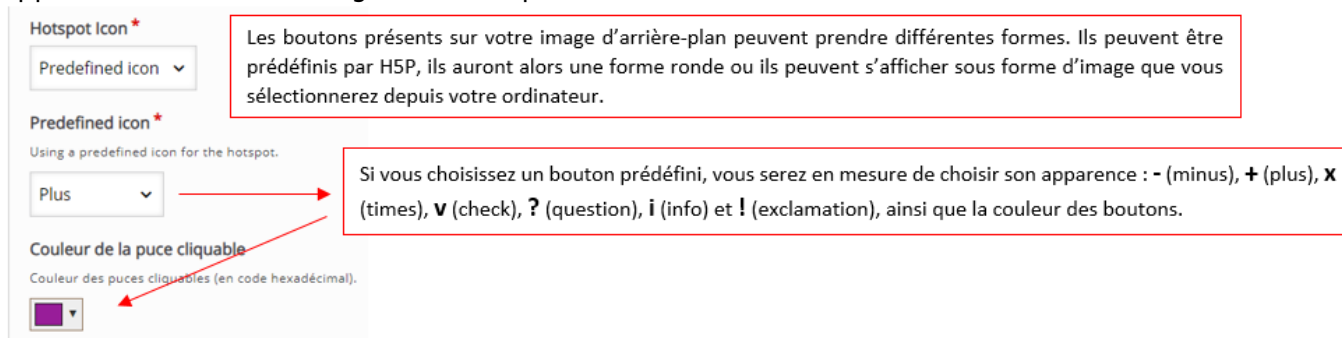 Hotspot Icon *
Predefined icon
Les boutons présents sur votre image d'arrière-plan peuvent prendre différentes formes. Ils peuvent être
prédéfinis par H5P, ils auront alors une forme ronde ou ils peuvent s'afficher sous forme d'image que vous
sélectionnerez depuis votre ordinateur.
Predefined icon *
Using a predefined icon for the hotspot.
Plus
Si vous choisissez un bouton prédéfini, vous serez en mesure de choisir son apparence : - (minus), + (plus), x
(times), v (check), ? (question), i (info) et ! (exclamation), ainsi que la couleur des boutons.
Couleur de la puce cliquable
Couleur des puces cliquables (en code hexadécimal).